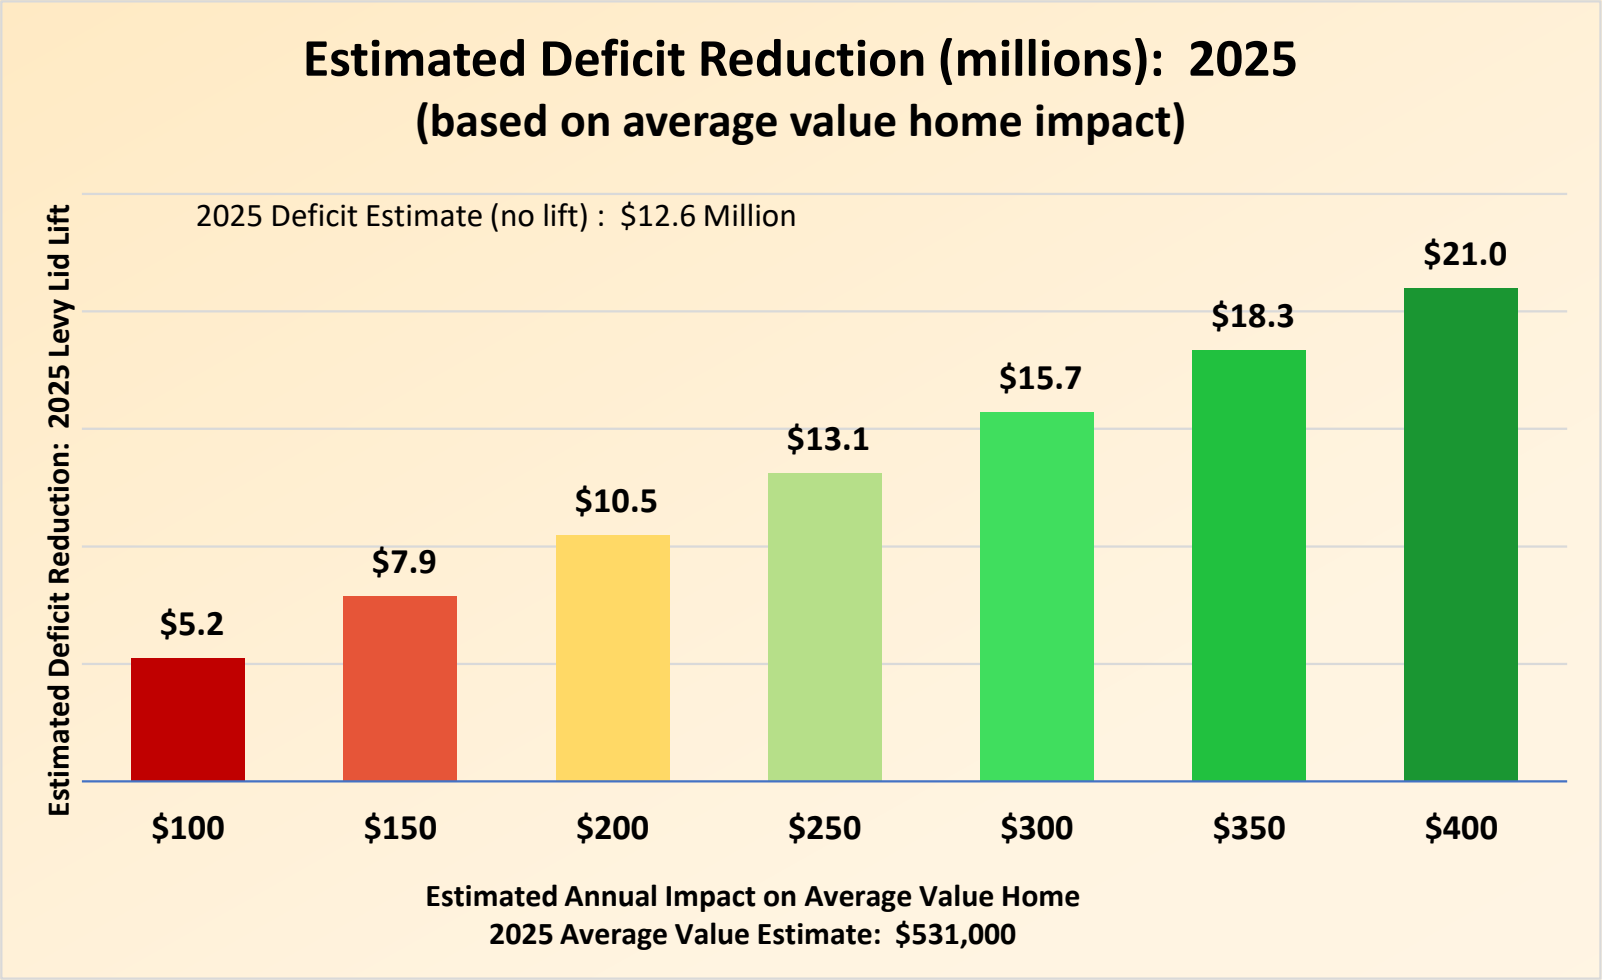 Estimated Deficit Reduction (millions):  2025
(based on average value home impact)
2025 Deficit Estimate (no lift) :  $12.6 Million
Estimated Deficit Reduction:  2025 Levy Lid Lift
$5.2
$7.9
$10.5
$13.1
$15.7
$18.3
$21.0
$100
$150
$200
$250
$300
$350
$400
Estimated Annual Impact on Average Value Home
2025 Average Value Estimate:  $531,000